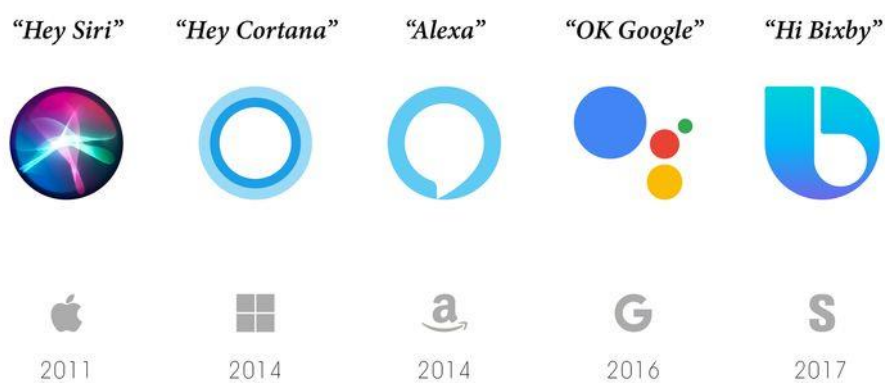 “Hey Siri” “Hey Cortana” “Alexa” “OK Google” “Hi Bixby”
a G S
2011 2014 2014 2016 2017